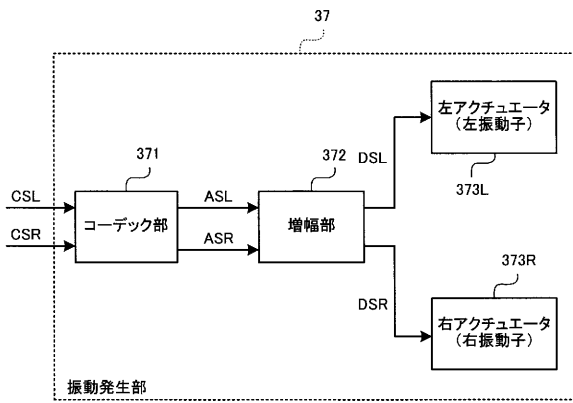 37
左アクチュエータ
(左振動子)
371
372
DSL
373L
CSL
ASL
コーデック部
増幅部
CSR
ASR
373R
DSR
右アクチュエータ
(右振動子)
振動発生部